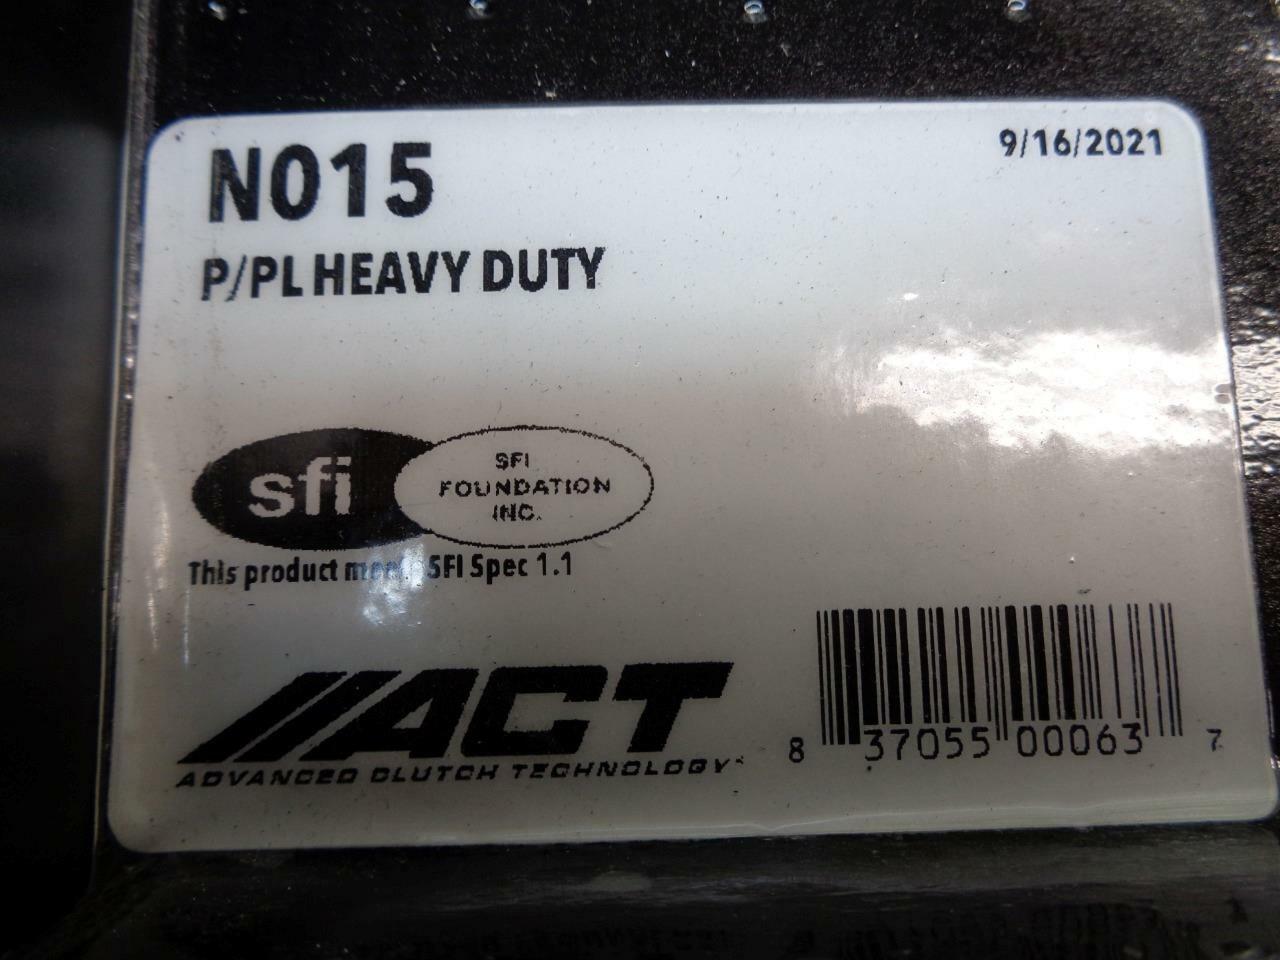 N015
9/16/2021
P/PL HEAVY DUTY
sfi
SFI
FOUNDATION
INC.
This product meets SFI Spec 1.1
ACT
ADVANCED CLUTCH TECHNOLOGY
8 37055 00063 7